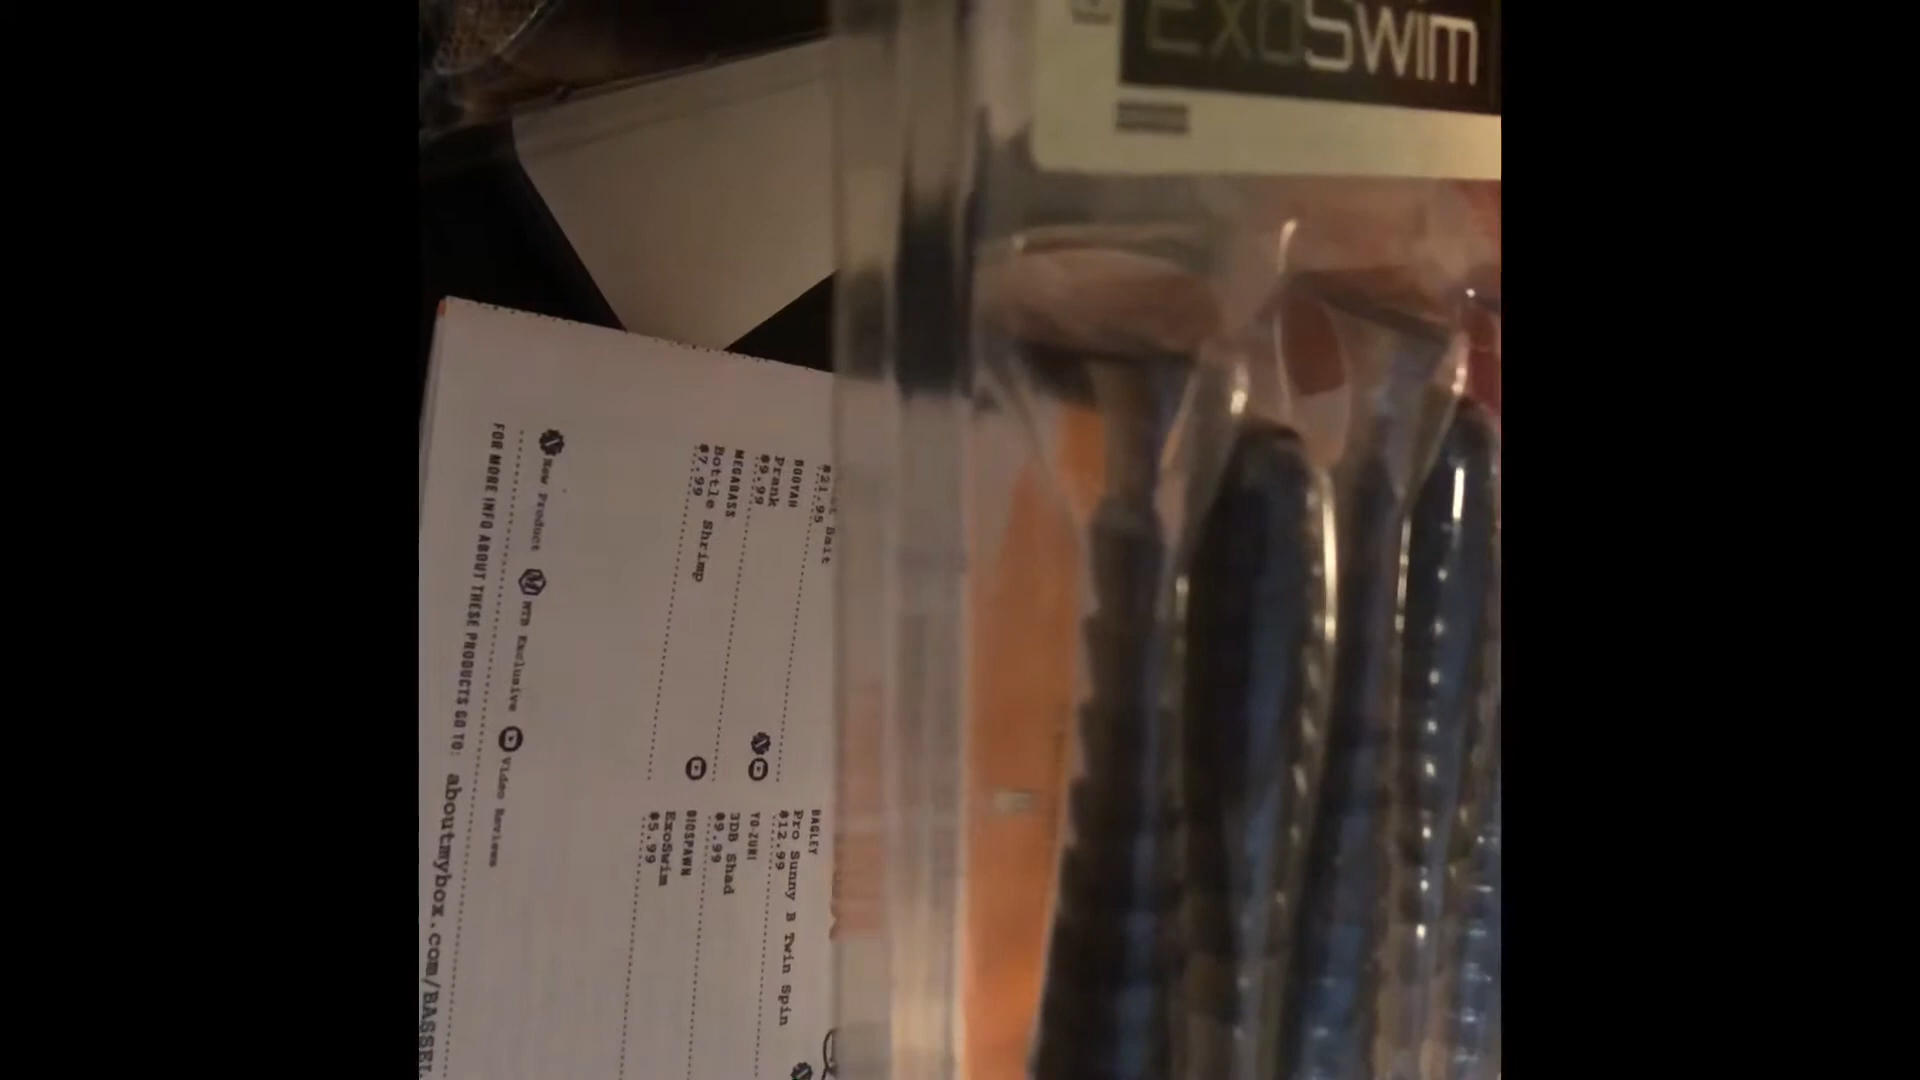 ExoSwim
Bait
$21.95
BOOYAH
Prank
$9.99
MEGABASS
Bottle Shrimp
$7.99
BAGLEY
Pro Sunny B Twin Spin
$12.99
YO-ZURI
3DB Shad
$9.99
BIOSPAWN
ExoSwim
$5.99
New Product MTB Exclusive Video Reviews
FOR MORE INFO ABOUT THESE PRODUCTS GO TO: aboutmybox.com/BASSEL